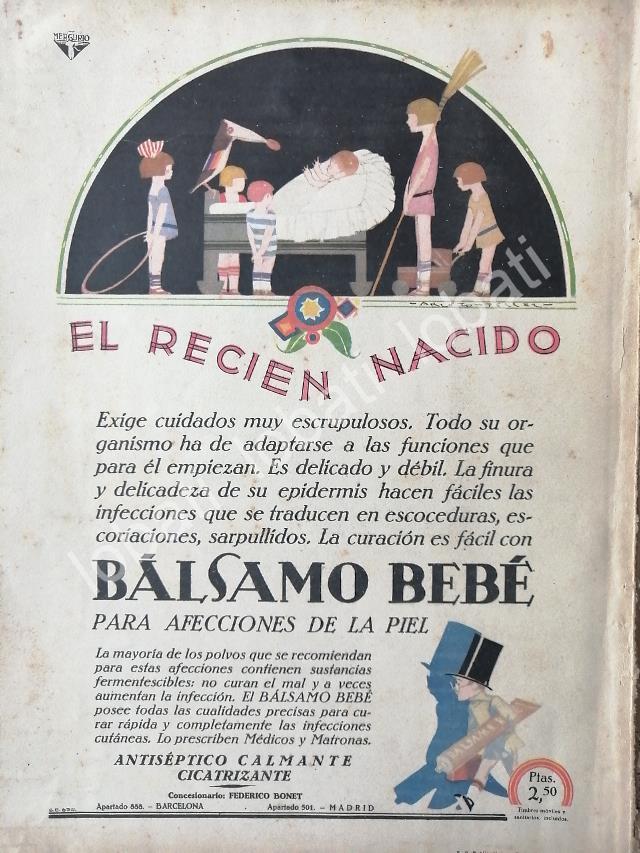 MERCURIO
EL RECIEN NACIDO
Exige cuidados muy escrupulosos. Todo su or-
ganismo ha de adaptarse a las funciones que
para él empiezan. Es delicado y débil. La finura
y delicadeza de su epidermis hacen fáciles las
infecciones que se traducen en escoceduras, es-
coriaciones, sarpullidos. La curación es fácil con
BÁLSAMO BEBÉ
PARA AFECCIONES DE LA PIEL
La mayoría de los polvos que se recomiendan
para estas afecciones contienen sustancias
fermentescibles: no curan el mal y a veces
aumentan la infección. El BÁLSAMO BEBÉ
posee todas las cualidades precisas para cu-
rar rápida y completamente las infecciones
cutáneas. Lo prescriben Médicos y Matronas.
ANTISÉPTICO CALMANTE
CICATRIZANTE
Concesionario: FEDERICO BONET
Apartado 888. - BARCELONA Apartado 501. - MADRID
Ptas.
2,50
Timbres móviles y
sanitarios, incluidos.
lobati